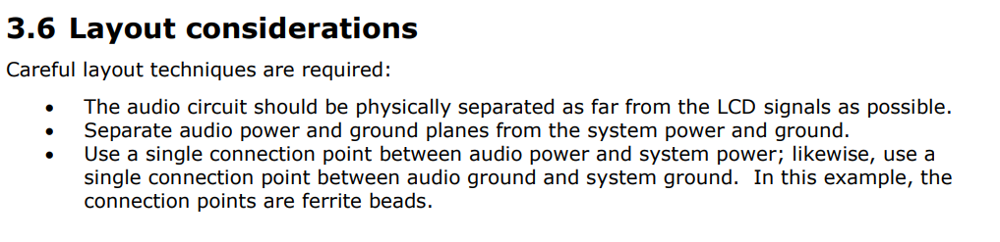 3.6 Layout considerations
Careful layout techniques are required:
• The audio circuit should be physically separated as far from the LCD signals as possible.
• Separate audio power and ground planes from the system power and ground.
• Use a single connection point between audio power and system power; likewise, use a
single connection point between audio ground and system ground.  In this example, the
connection points are ferrite beads.